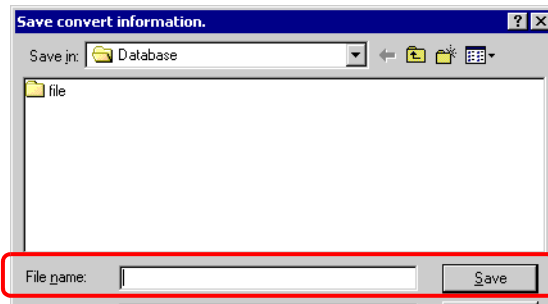 Save convert information.
Save in: Database
file
File name: Save